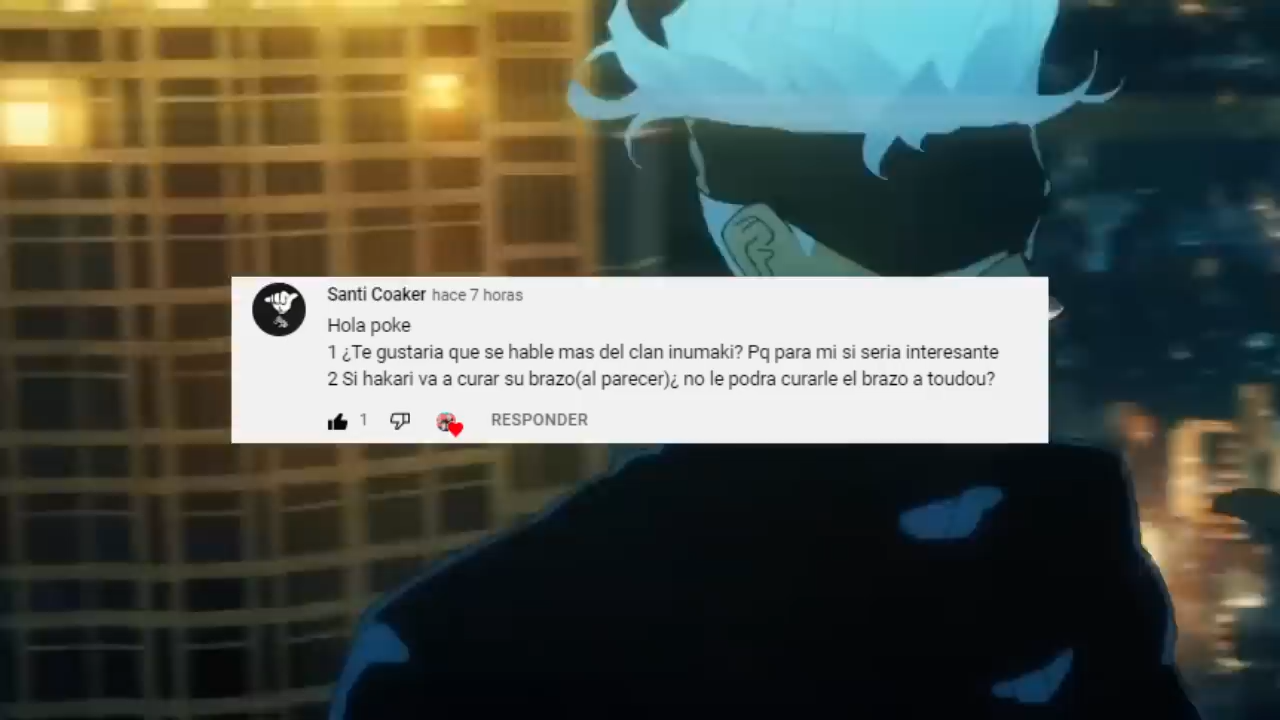 Santi Coaker hace 7 horas
Hola poke
1 ¿Te gustaria que se hable mas del clan inumaki? Pq para mi si seria interesante
2 Si hakari va a curar su brazo(al parecer)¿ no le podra curarle el brazo a toudou?
1 RESPONDER